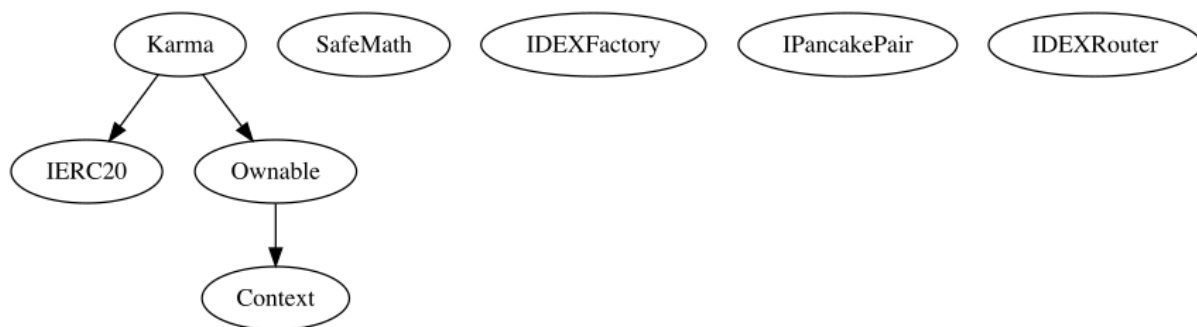 Karma SafeMath IDEXFactory IPancakePair IDEXRouter
IERC20 Ownable
Context